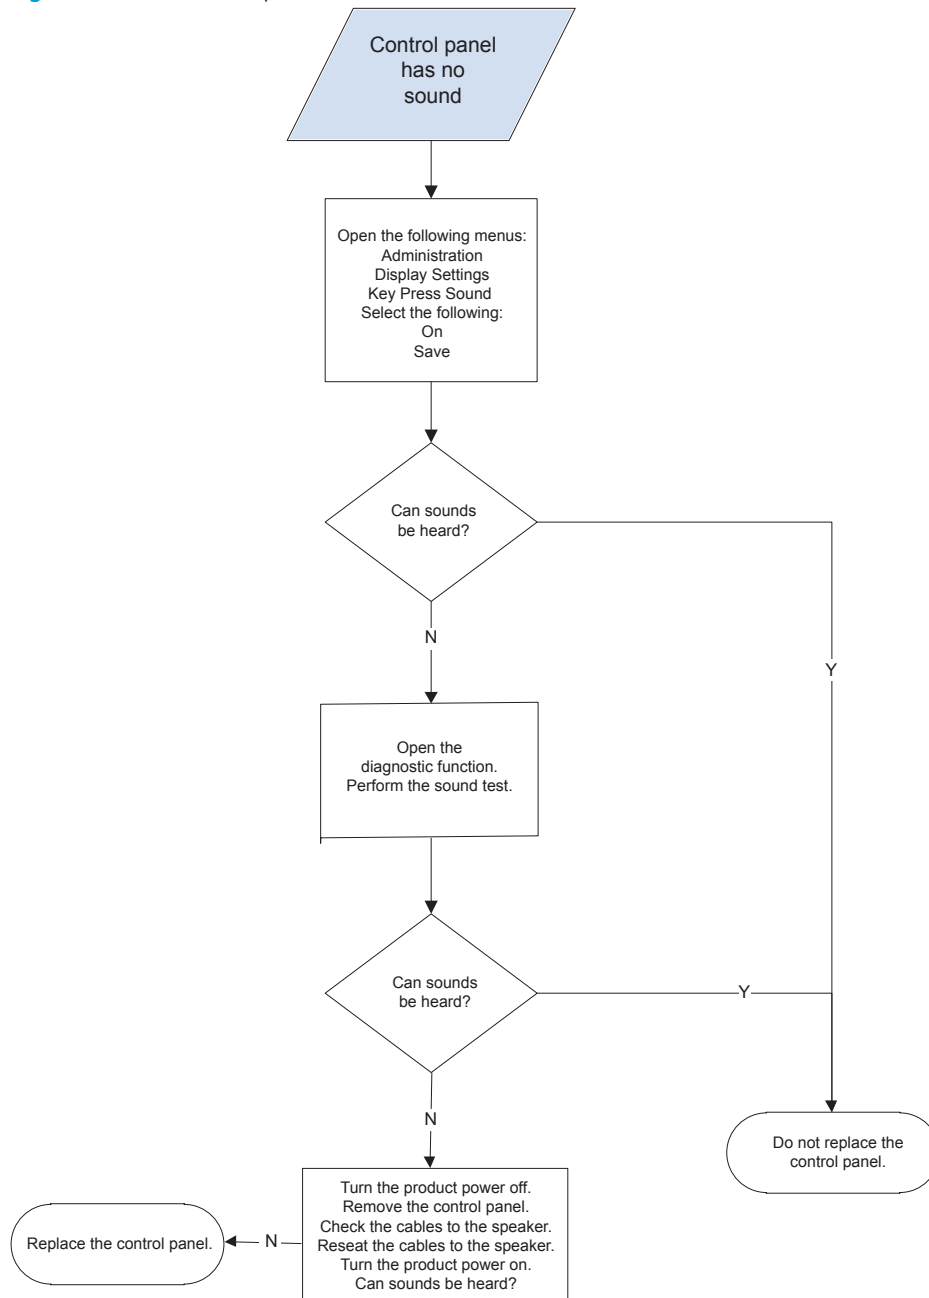 Control panel
has no
sound
Open the following menus:
Administration
Display Settings
Key Press Sound
Select the following:
On
Save
Can sounds
be heard?
N
Y
Open the
diagnostic function.
Perform the sound test.
Can sounds
be heard?
Y
N
Do not replace the
control panel.
Turn the product power off.
Remove the control panel.
Check the cables to the speaker.
Reseat the cables to the speaker.
Turn the product power on.
Can sounds be heard?
N
Replace the control panel.